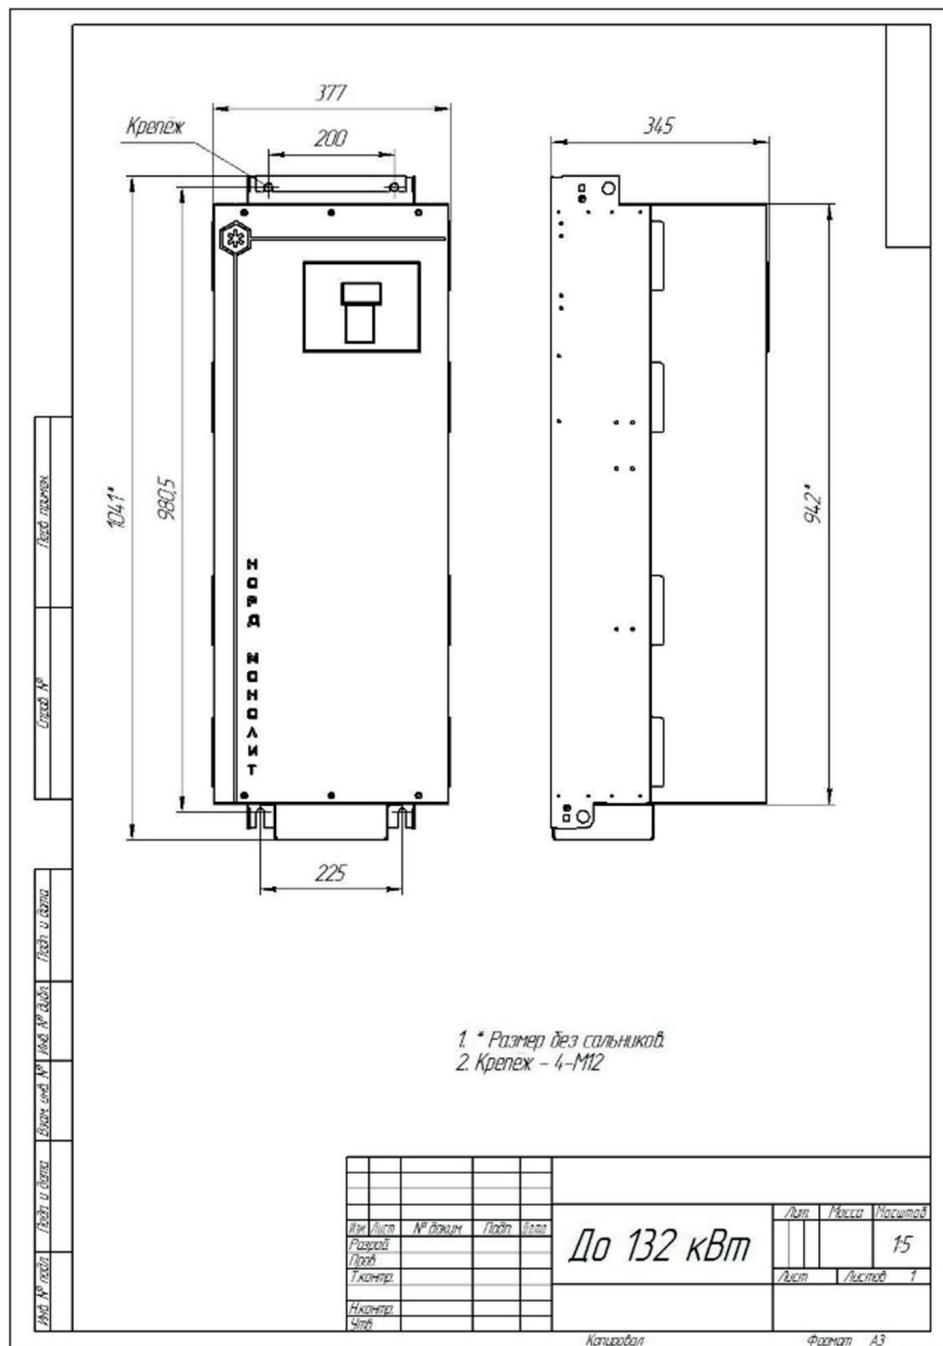 377
Крепёж
200
345
1041*
980,5
942*
НОРД МОНОЛИТ
225
Перв. примен.
Справ. №
Подп. и дата
Инв. № дубл.
Взам. инв. №
Подп. и дата
Инв. № подл.
1. * Размер без сальников.
2. Крепёж - 4-М12
Изм. Лист № докум. Подп. Дата
Разраб.
Пров.
Т.контр.
Н.контр.
Утв.
До 132 кВт
Лит. Масса Масштаб
1:5
Лист Листов 1
Копировал Формат А3